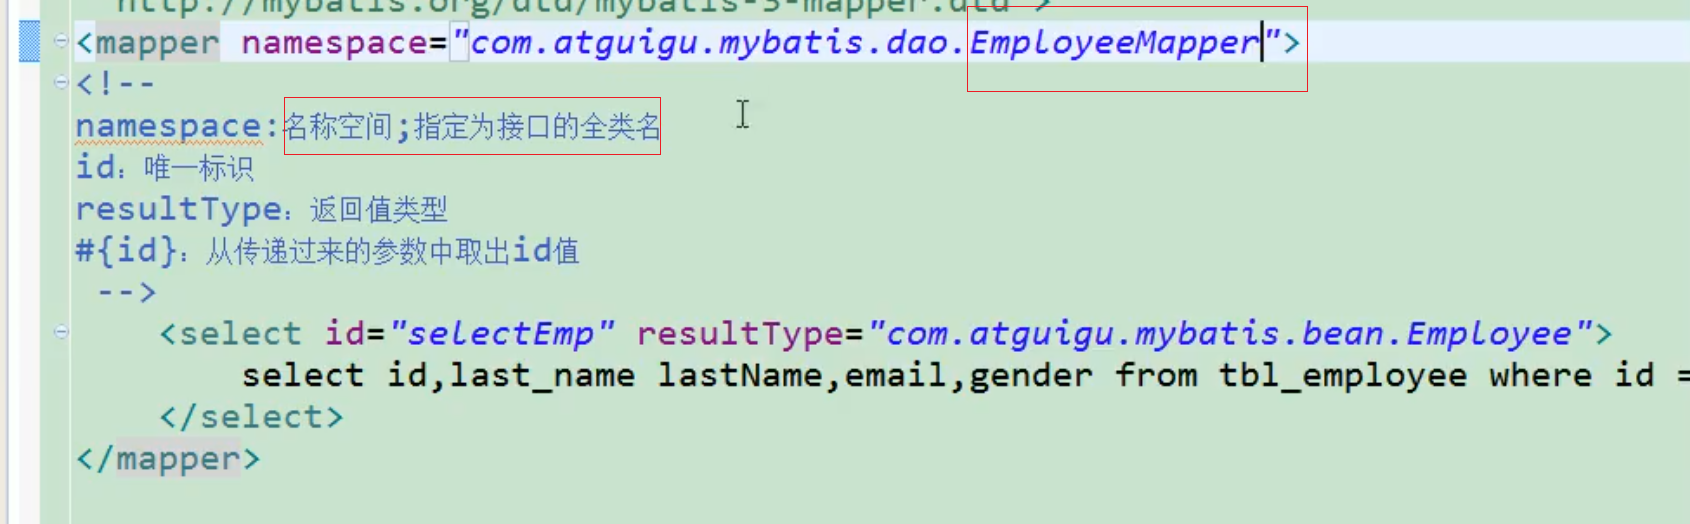 http://mybatis.org/dtd/mybatis-3-mapper.dtd">
<mapper namespace="com.atguigu.mybatis.dao.EmployeeMapper">
<!--
namespace:名称空间;指定为接口的全类名
id：唯一标识
resultType：返回值类型
#{id}：从传递过来的参数中取出id值
-->
<select id="selectEmp" resultType="com.atguigu.mybatis.bean.Employee">
select id,last_name lastName,email,gender from tbl_employee where id =
</select>
</mapper>